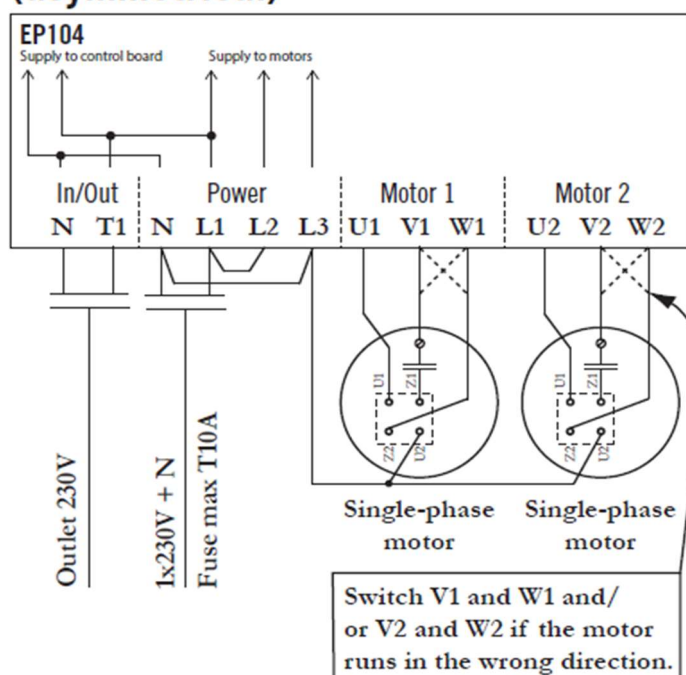 EP104
Supply to control board Supply to motors
In/Out Power Motor 1 Motor 2
N T1 N L1 L2 L3 U1 V1 W1 U2 V2 W2
U1 Z1 U1 Z1
Z2 U2 Z2 U2
Outlet 230V
1x230V + N
Fuse max T10A
Single-phase motor
Single-phase motor
Switch V1 and W1 and/
or V2 and W2 if the motor
runs in the wrong direction.